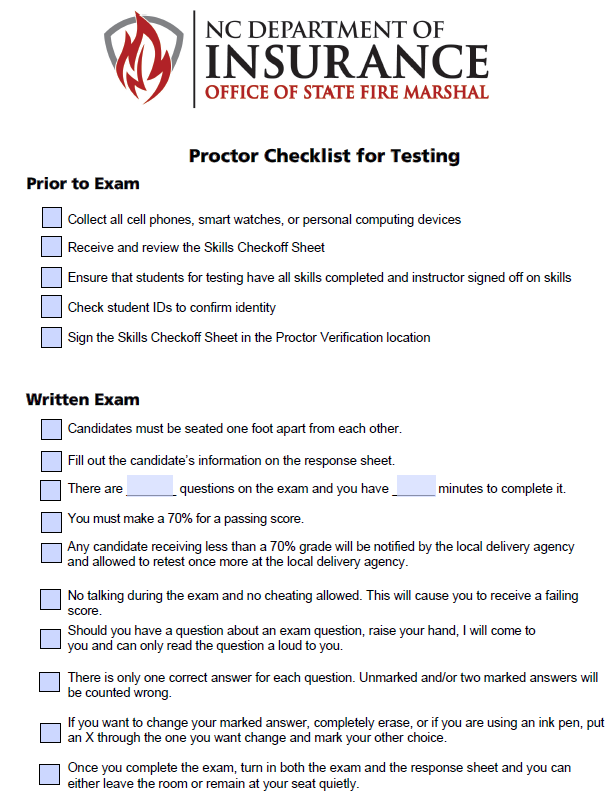 NC DEPARTMENT OF
INSURANCE
OFFICE OF STATE FIRE MARSHAL
Proctor Checklist for Testing
Prior to Exam
Collect all cell phones, smart watches, or personal computing devices
Receive and review the Skills Checkoff Sheet
Ensure that students for testing have all skills completed and instructor signed off on skills
Check student IDs to confirm identity
Sign the Skills Checkoff Sheet in the Proctor Verification location
Written Exam
Candidates must be seated one foot apart from each other.
Fill out the candidate's information on the response sheet.
There are ______ questions on the exam and you have ______ minutes to complete it.
You must make a 70% for a passing score.
Any candidate receiving less than a 70% grade will be notified by the local delivery agency
and allowed to retest once more at the local delivery agency.
No talking during the exam and no cheating allowed. This will cause you to receive a failing
score.
Should you have a question about an exam question, raise your hand, I will come to
you and can only read the question a loud to you.
There is only one correct answer for each question. Unmarked and/or two marked answers will
be counted wrong.
If you want to change your marked answer, completely erase, or if you are using an ink pen, put
an X through the one you want change and mark your other choice.
Once you complete the exam, turn in both the exam and the response sheet and you can
either leave the room or remain at your seat quietly.